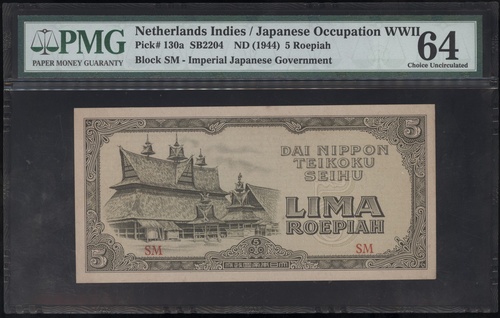 PMG
PAPER MONEY GUARANTY
Netherlands Indies / Japanese Occupation WWII
Pick# 130a SB2204 ND (1944) 5 Roepiah
Block SM - Imperial Japanese Government
64
Choice Uncirculated
5
DAI NIPPON
TEIKOKU
SEIHU
LIMA
ROEPIAH
SM
SM
5
5
5